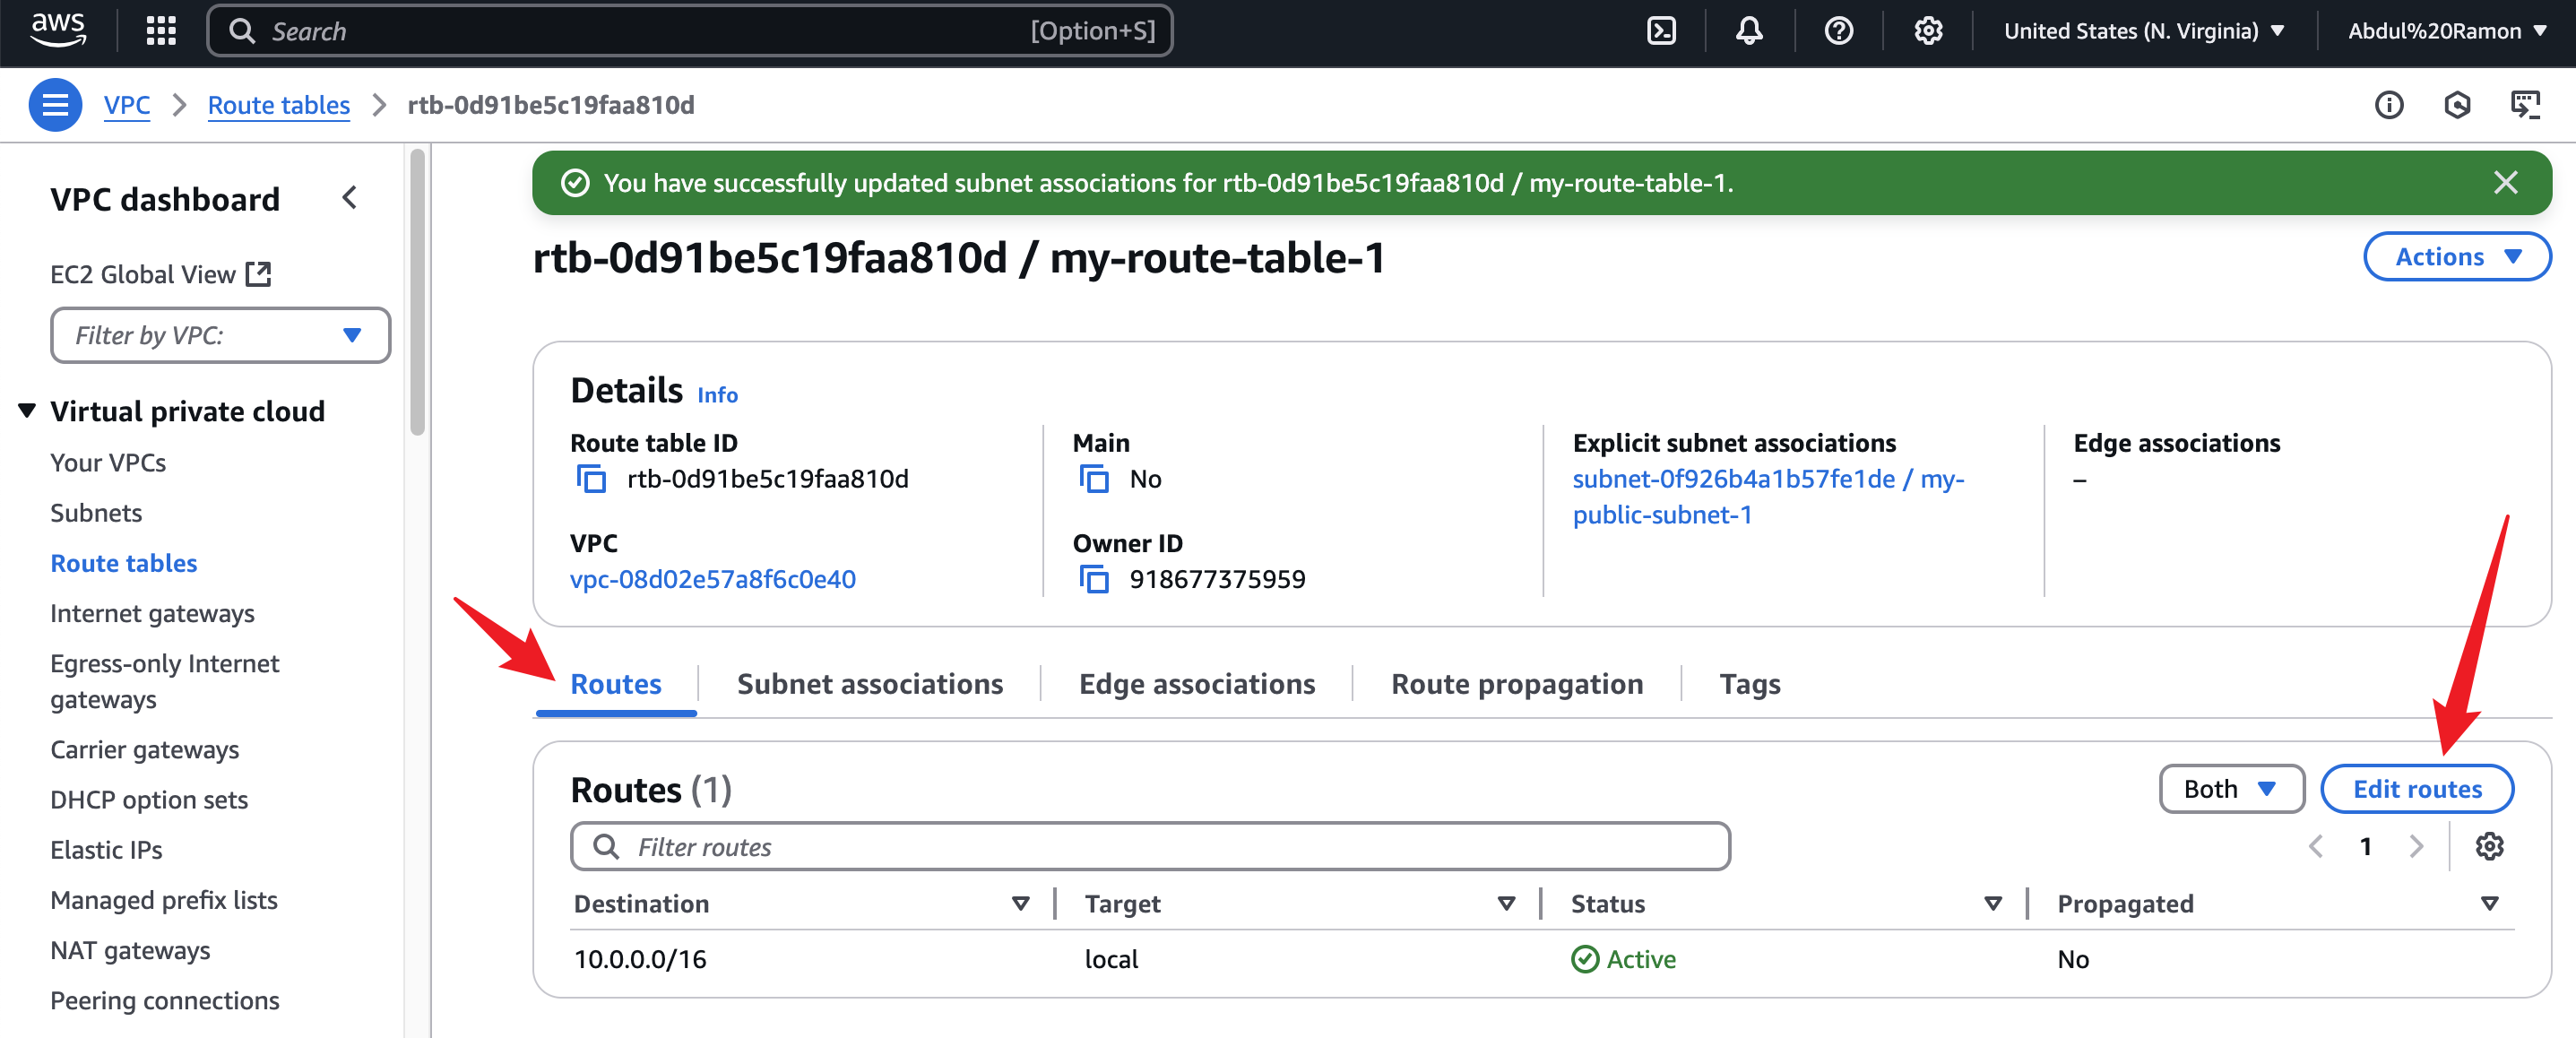 aws
Search [Option+S]
United States (N. Virginia)
Abdul%20Ramon
VPC
Route tables
rtb-0d91be5c19faa810d
VPC dashboard
EC2 Global View
Filter by VPC:
Virtual private cloud
Your VPCs
Subnets
Route tables
Internet gateways
Egress-only Internet
gateways
Carrier gateways
DHCP option sets
Elastic IPs
Managed prefix lists
NAT gateways
Peering connections
You have successfully updated subnet associations for rtb-0d91be5c19faa810d / my-route-table-1.
rtb-0d91be5c19faa810d / my-route-table-1
Actions
Details Info
Route table ID
rtb-0d91be5c19faa810d
Main
No
Explicit subnet associations
subnet-0f926b4a1b57fe1de / my-
public-subnet-1
Edge associations
–
VPC
vpc-08d02e57a8f6c0e40
Owner ID
918677375959
Routes
Subnet associations
Edge associations
Route propagation
Tags
Routes (1)
Both
Edit routes
Filter routes
1
Destination Target Status Propagated
10.0.0.0/16 local Active No